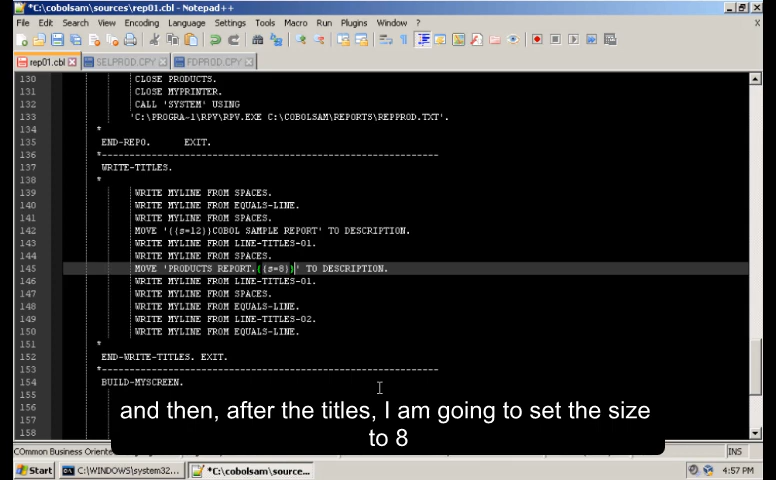 *C:\cobolsam\sources\rep01.cbl - Notepad++
File Edit Search View Encoding Language Settings Tools Macro Run Plugins Window ? X
rep01.cbl SELPROD.CPY FDPROD.CPY
130 CLOSE PRODUCTS.
131 CLOSE MYPRINTER.
132 CALL 'SYSTEM' USING
133 'C:\PROGRA~1\RPV\RPV.EXE C:\COBOLSAM\REPORTS\REPPROD.TXT'.
134 *
135 END-REPO. EXIT.
136 *----------------------------------------------------------------
137 WRITE-TITLES.
138 *
139 WRITE MYLINE FROM SPACES.
140 WRITE MYLINE FROM EQUALS-LINE.
141 WRITE MYLINE FROM SPACES.
142 MOVE '((s=12))COBOL SAMPLE REPORT' TO DESCRIPTION.
143 WRITE MYLINE FROM LINE-TITLES-01.
144 WRITE MYLINE FROM SPACES.
145 MOVE 'PRODUCTS REPORT.((s=8))' TO DESCRIPTION.
146 WRITE MYLINE FROM LINE-TITLES-01.
147 WRITE MYLINE FROM SPACES.
148 WRITE MYLINE FROM EQUALS-LINE.
149 WRITE MYLINE FROM LINE-TITLES-02.
150 WRITE MYLINE FROM EQUALS-LINE.
151 *
152 END-WRITE-TITLES. EXIT.
153 *----------------------------------------------------------------
154 BUILD-MYSCREEN.
155
156
157
158
and then, after the titles, I am going to set the size
to 8
COmmon Business Oriente INS
Start C:\WINDOWS\system32... *C:\cobolsam\source... 4:57 PM